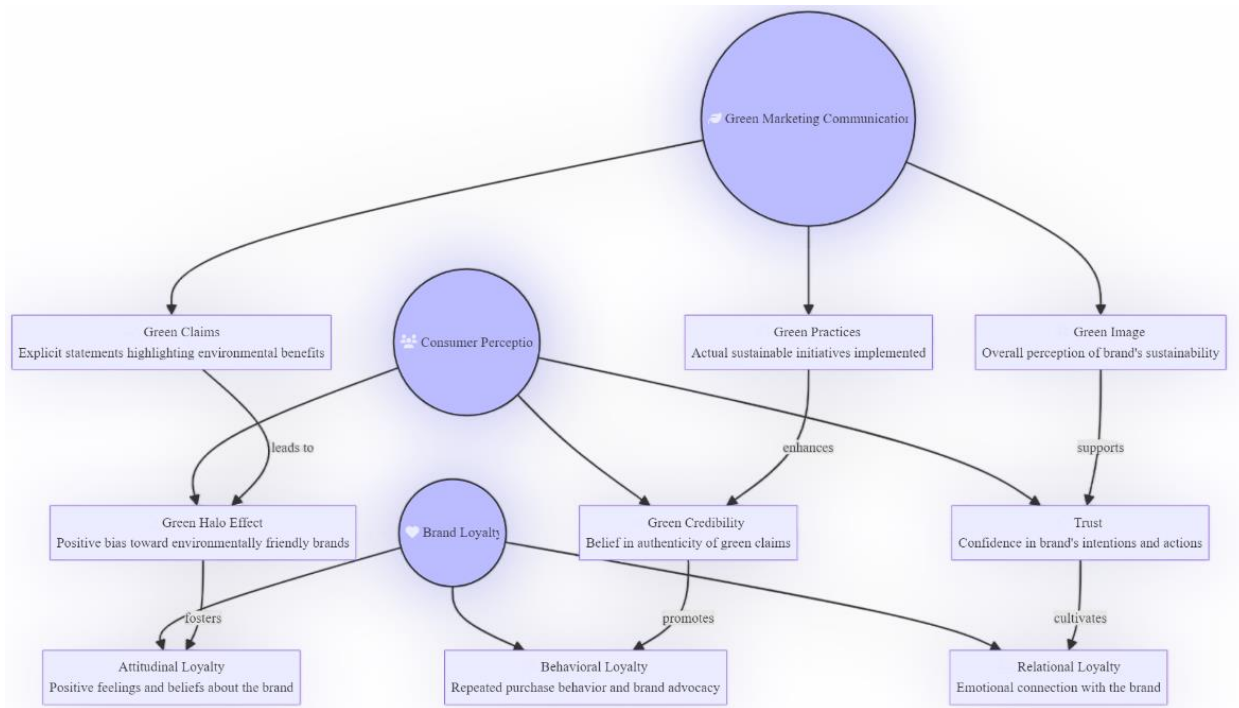 Green Marketing Communication
Green Claims
Explicit statements highlighting environmental benefits
Consumer Perceptio
Green Practices
Actual sustainable initiatives implemented
Green Image
Overall perception of brand's sustainability
leads to
enhances
supports
Green Halo Effect
Positive bias toward environmentally friendly brands
Brand Loyalty
Green Credibility
Belief in authenticity of green claims
Trust
Confidence in brand's intentions and actions
fosters
promotes
cultivates
Attitudinal Loyalty
Positive feelings and beliefs about the brand
Behavioral Loyalty
Repeated purchase behavior and brand advocacy
Relational Loyalty
Emotional connection with the brand